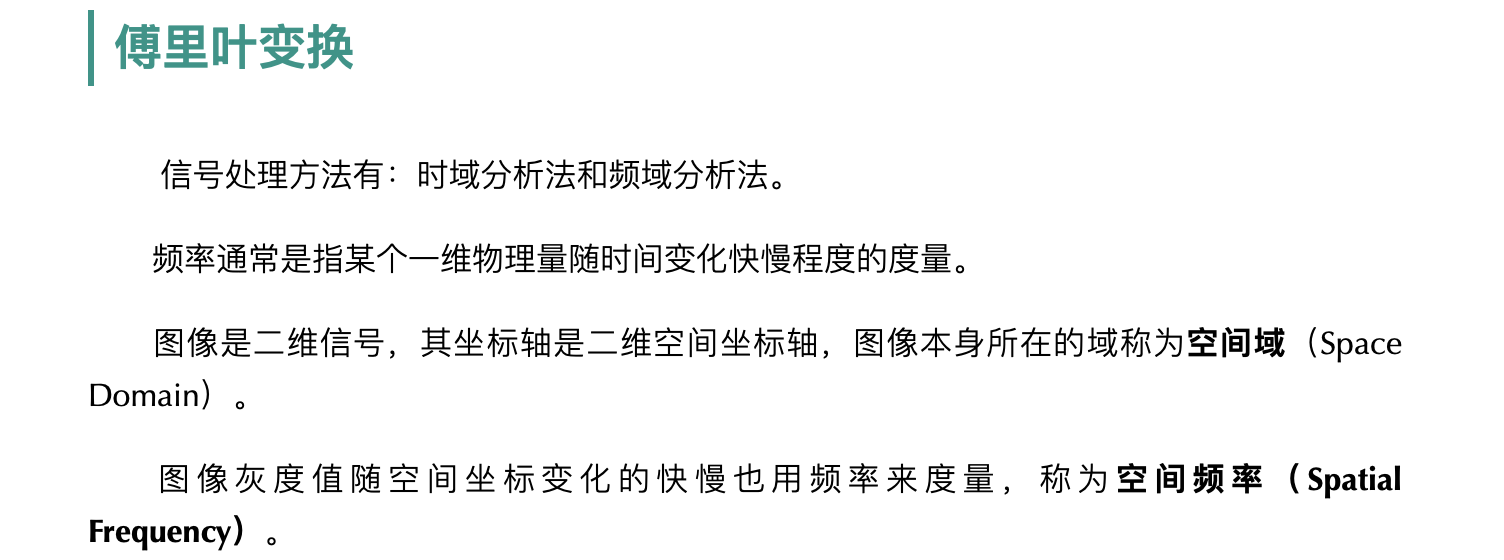 傅里叶变换
信号处理方法有：时域分析法和频域分析法。
频率通常是指某个一维物理量随时间变化快慢程度的度量。
图像是二维信号，其坐标轴是二维空间坐标轴，图像本身所在的域称为空间域（Space
Domain）。
图像灰度值随空间坐标变化的快慢也用频率来度量，称为空间频率（Spatial
Frequency）。